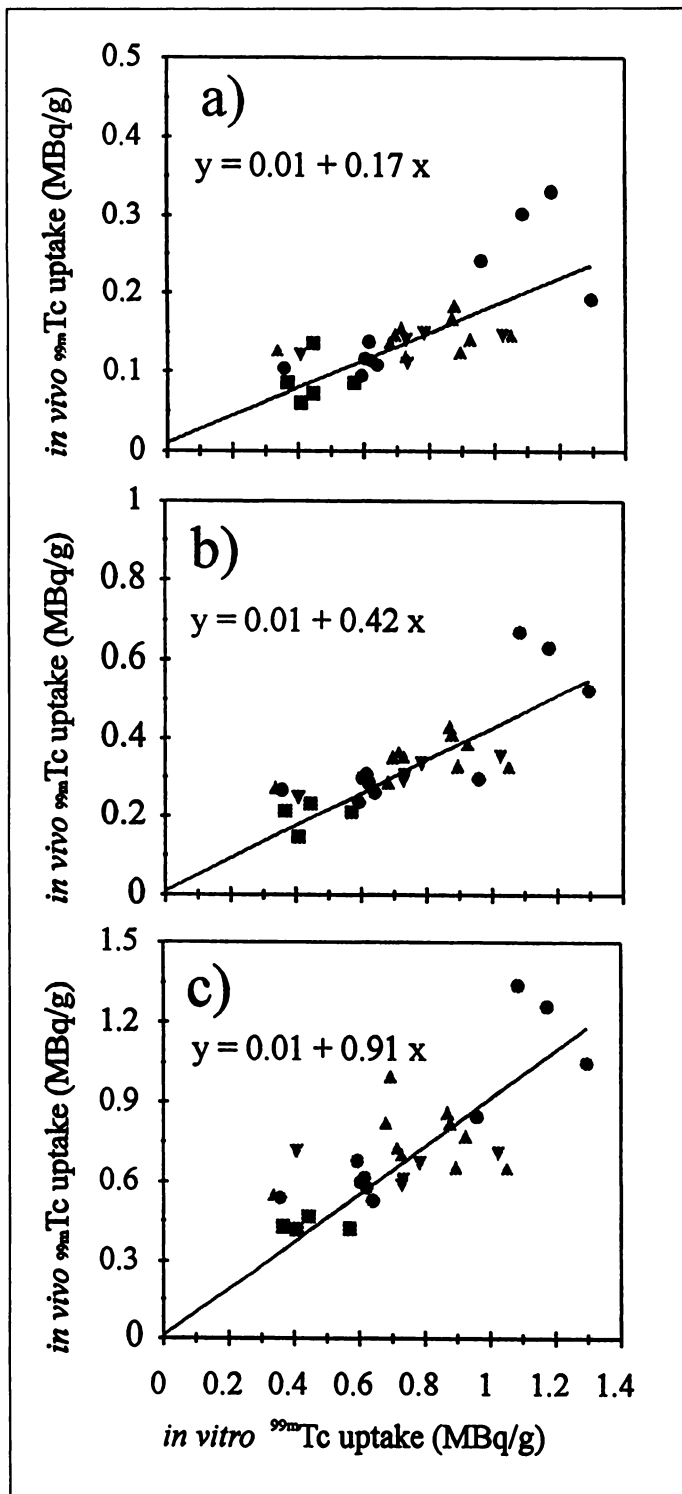 a)
y = 0.01 + 0.17 x
in vivo 99mTc uptake (MBq/g)
0.5
0.4
0.3
0.2
0.1
0
b)
y = 0.01 + 0.42 x
in vivo 99mTc uptake (MBq/g)
1
0.8
0.6
0.4
0.2
0
c)
y = 0.01 + 0.91 x
in vivo 99mTc uptake (MBq/g)
1.5
1.2
0.9
0.6
0.3
0
0 0.2 0.4 0.6 0.8 1 1.2 1.4
in vitro 99mTc uptake (MBq/g)